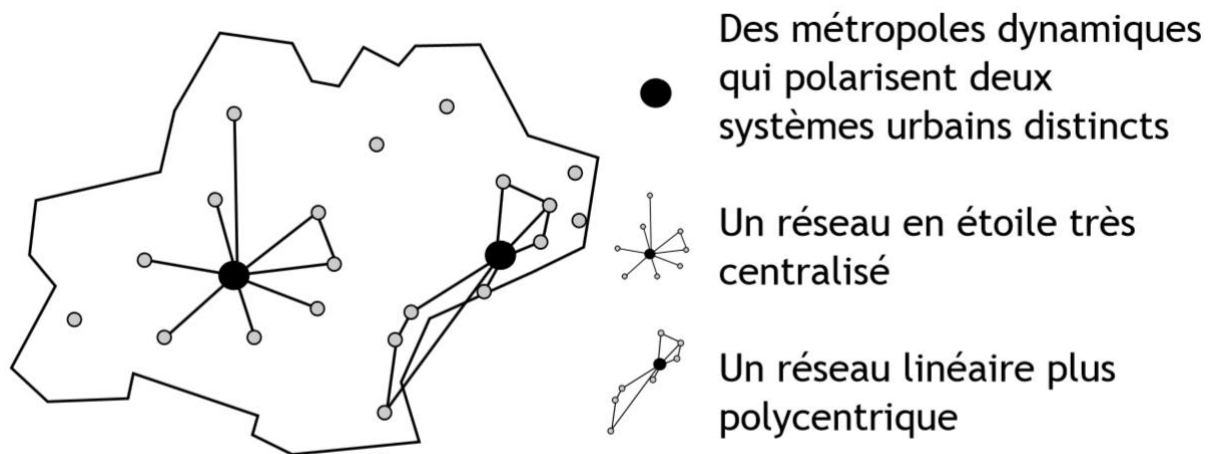 Des métropoles dynamiques
qui polarisent deux
systèmes urbains distincts
Un réseau en étoile très
centralisé
Un réseau linéaire plus
polycentrique